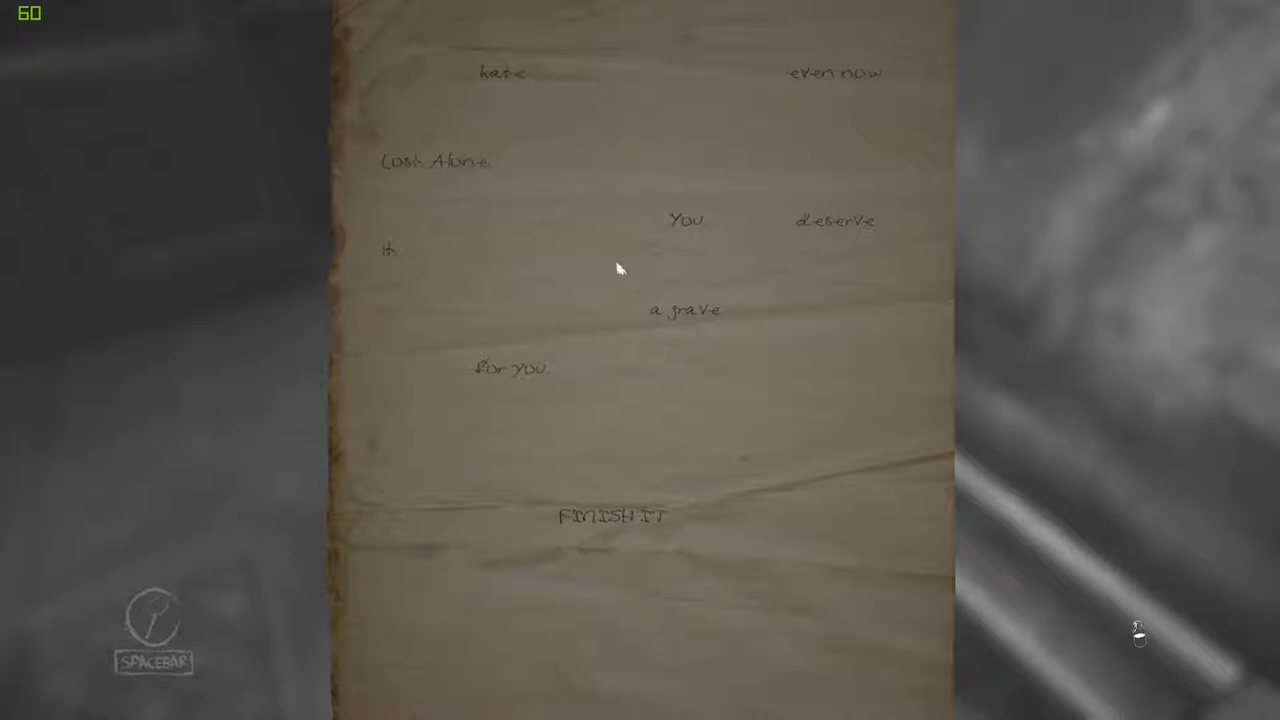 60
hate even now
Lost Alone
You deserve
it
a grave
for you
FINISH IT
SPACEBAR